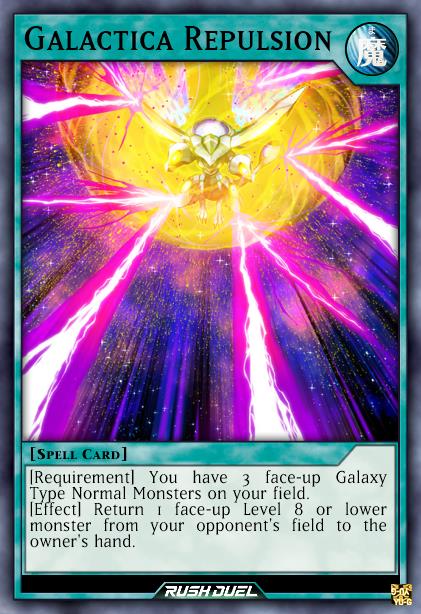 Galactica Repulsion
ま
魔
[Spell Card]
[Requirement] You have 3 face-up Galaxy
Type Normal Monsters on your field.
[Effect] Return 1 face-up Level 8 or lower
monster from your opponent's field to the
owner's hand.
RUSH DUEL